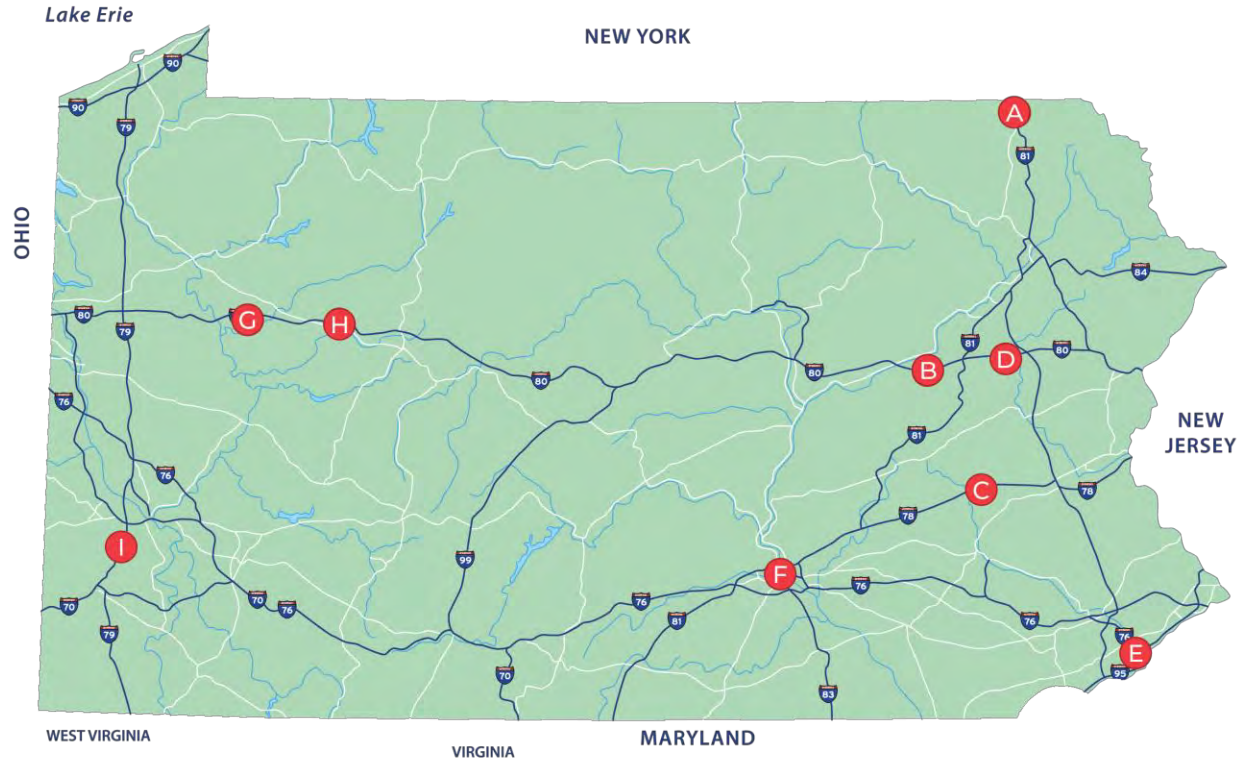 Lake Erie
NEW YORK
90
90
79
A
81
OHIO
84
80
G
H
79
81
80
D
B
80
80
76
NEW
JERSEY
81
76
C
78
78
I
99
F
76
70
76
76
70
81
76
79
76
E
95
70
83
WEST VIRGINIA
VIRGINIA
MARYLAND